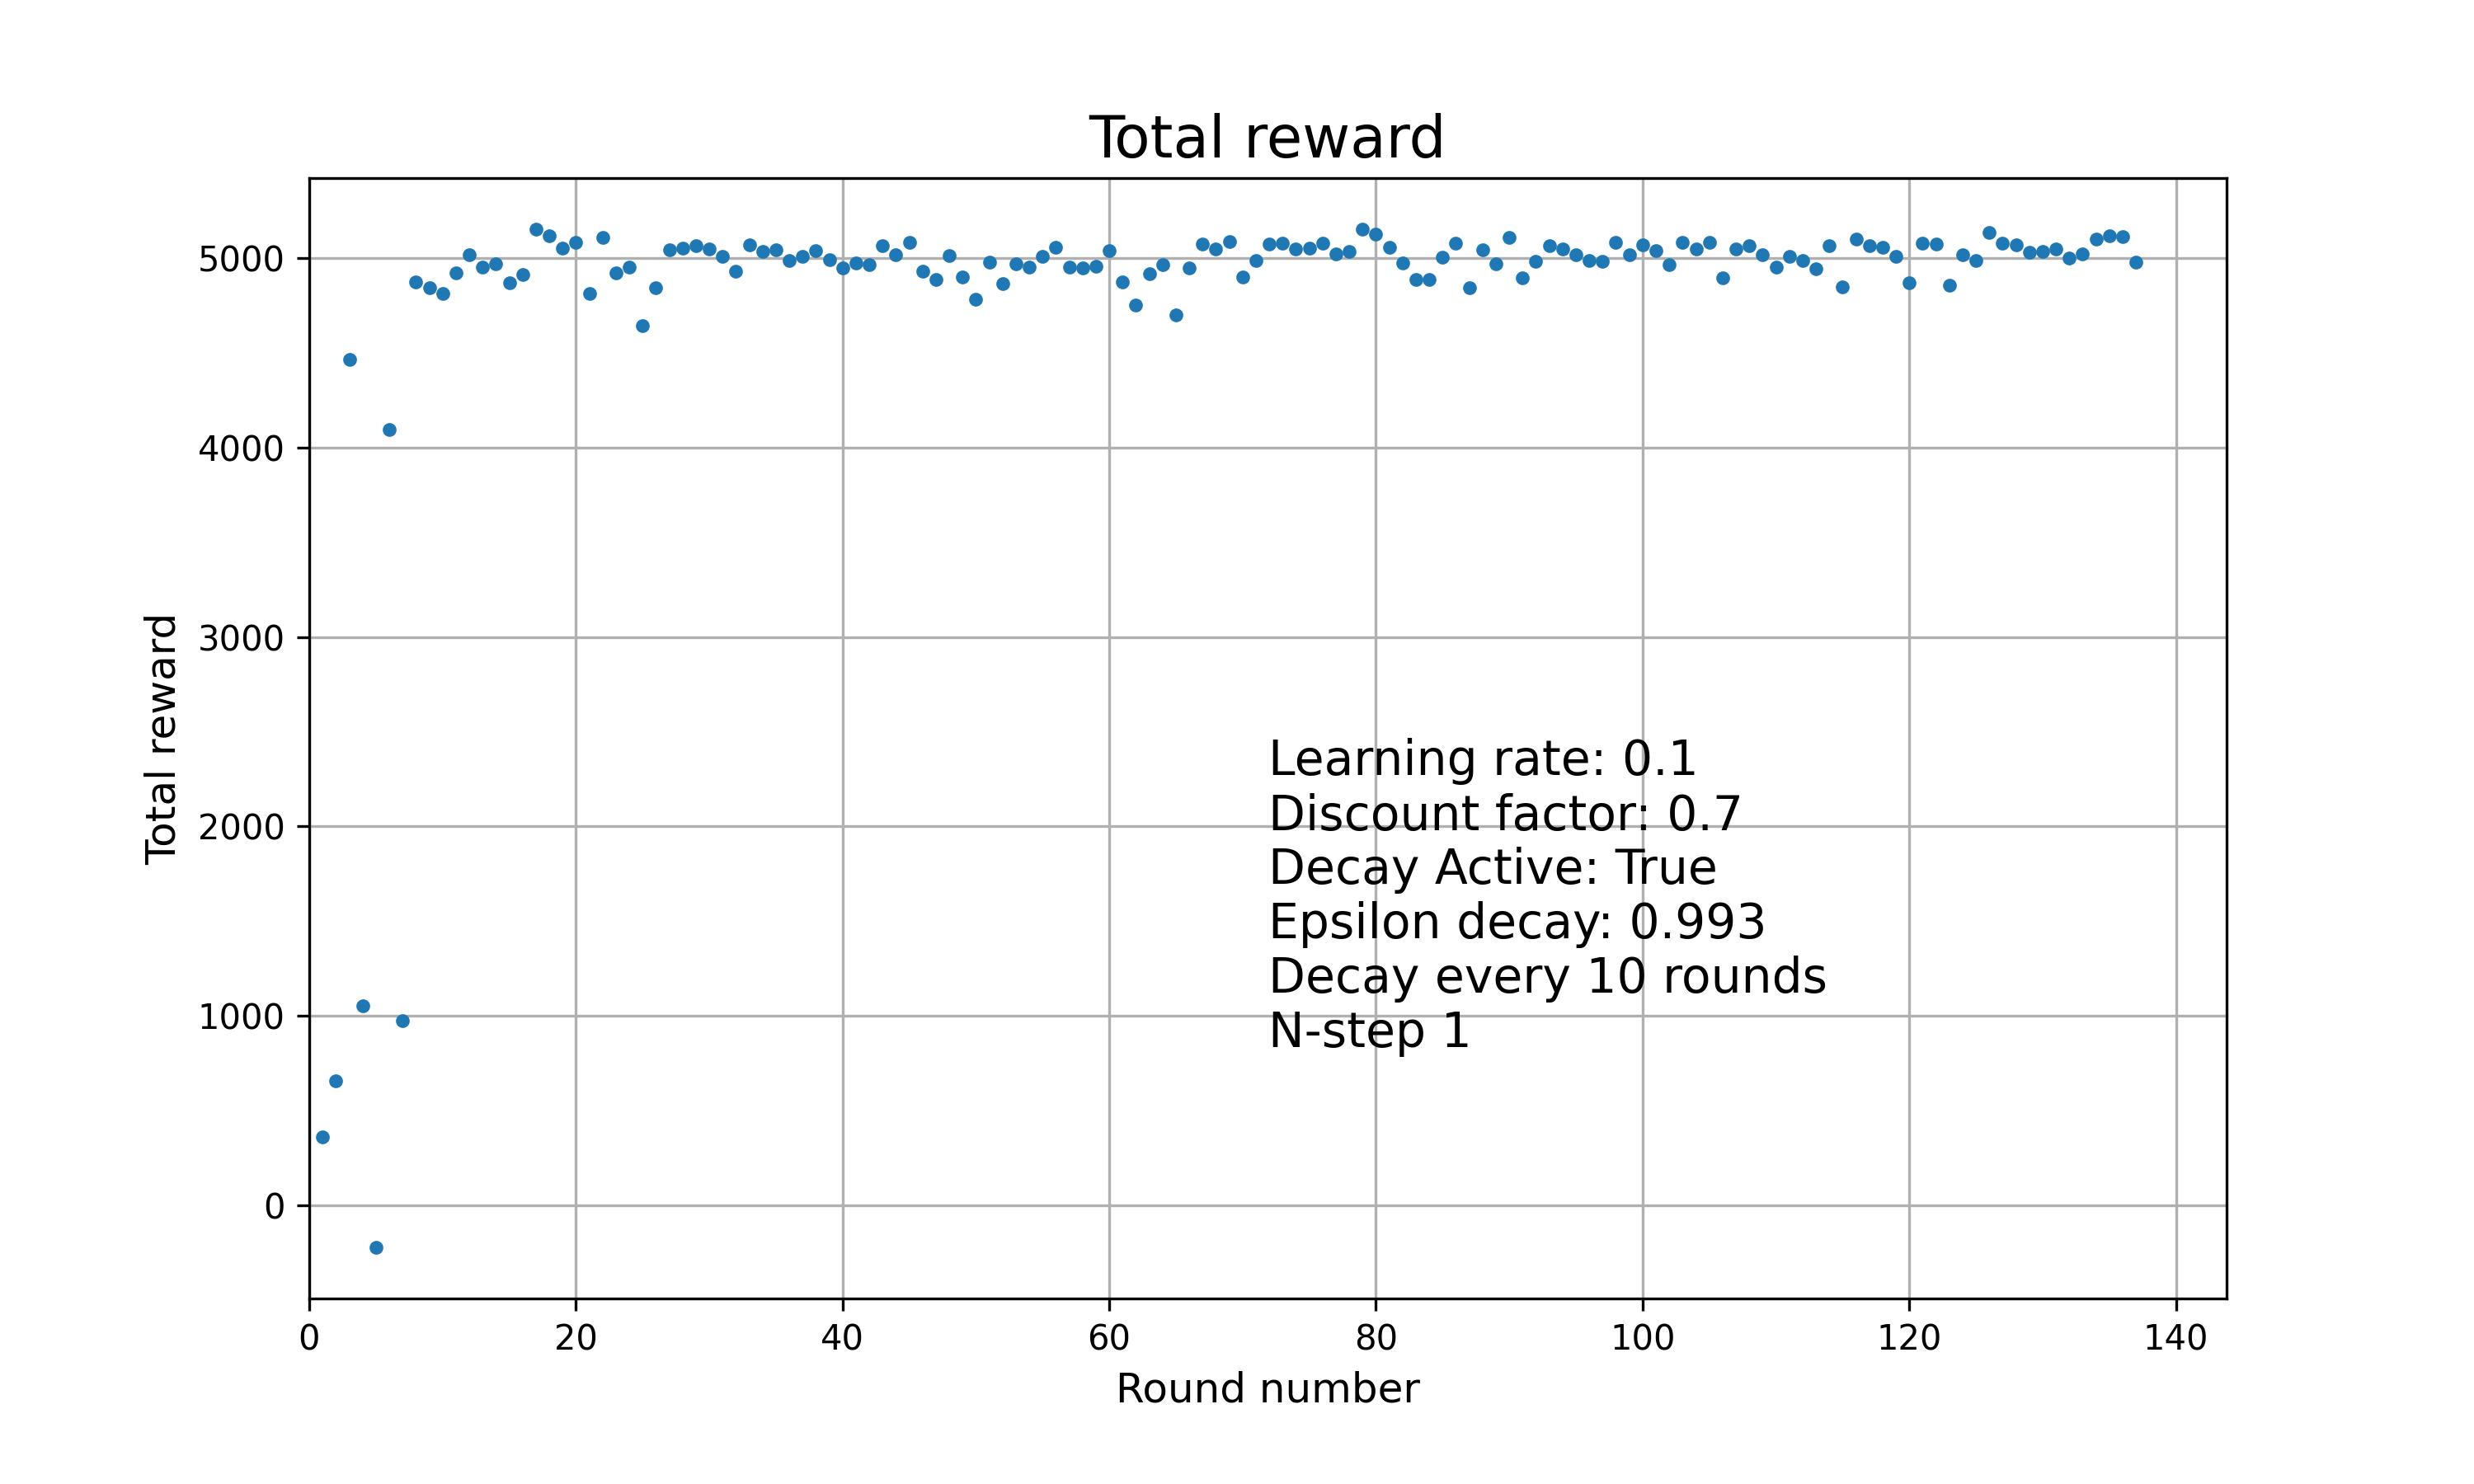 Total reward
Total reward
5000
4000
3000
2000
1000
0
Learning rate: 0.1
Discount factor: 0.7
Decay Active: True
Epsilon decay: 0.993
Decay every 10 rounds
N-step 1
0 20 40 60 80 100 120 140
Round number